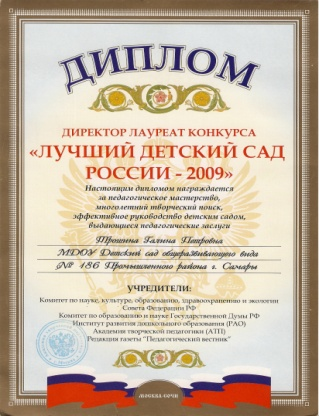 ДИПЛОМ
ДИРЕКТОР ЛАУРЕАТ КОНКУРСА
«ЛУЧШИЙ ДЕТСКИЙ САД
РОССИИ - 2009»
Настоящим дипломом награждается
за педагогическое мастерство,
многолетний творческий поиск,
эффективное руководство детским садом,
выдающиеся педагогические заслуги
Трошина Галина Петровна
МДОУ Детский сад общеразвивающего вида
№ 186 Промышленного района г. Самары
УЧРЕДИТЕЛИ:
Комитет по науке, культуре, образованию, здравоохранению и экологии
Совета Федерации РФ
Комитет по образованию и науке Государственной Думы РФ
Институт развития дошкольного образования (РАО)
Академия творческой педагогики (АТП)
Редакция газеты "Педагогический вестник"
МОСКВА-СОЧИ